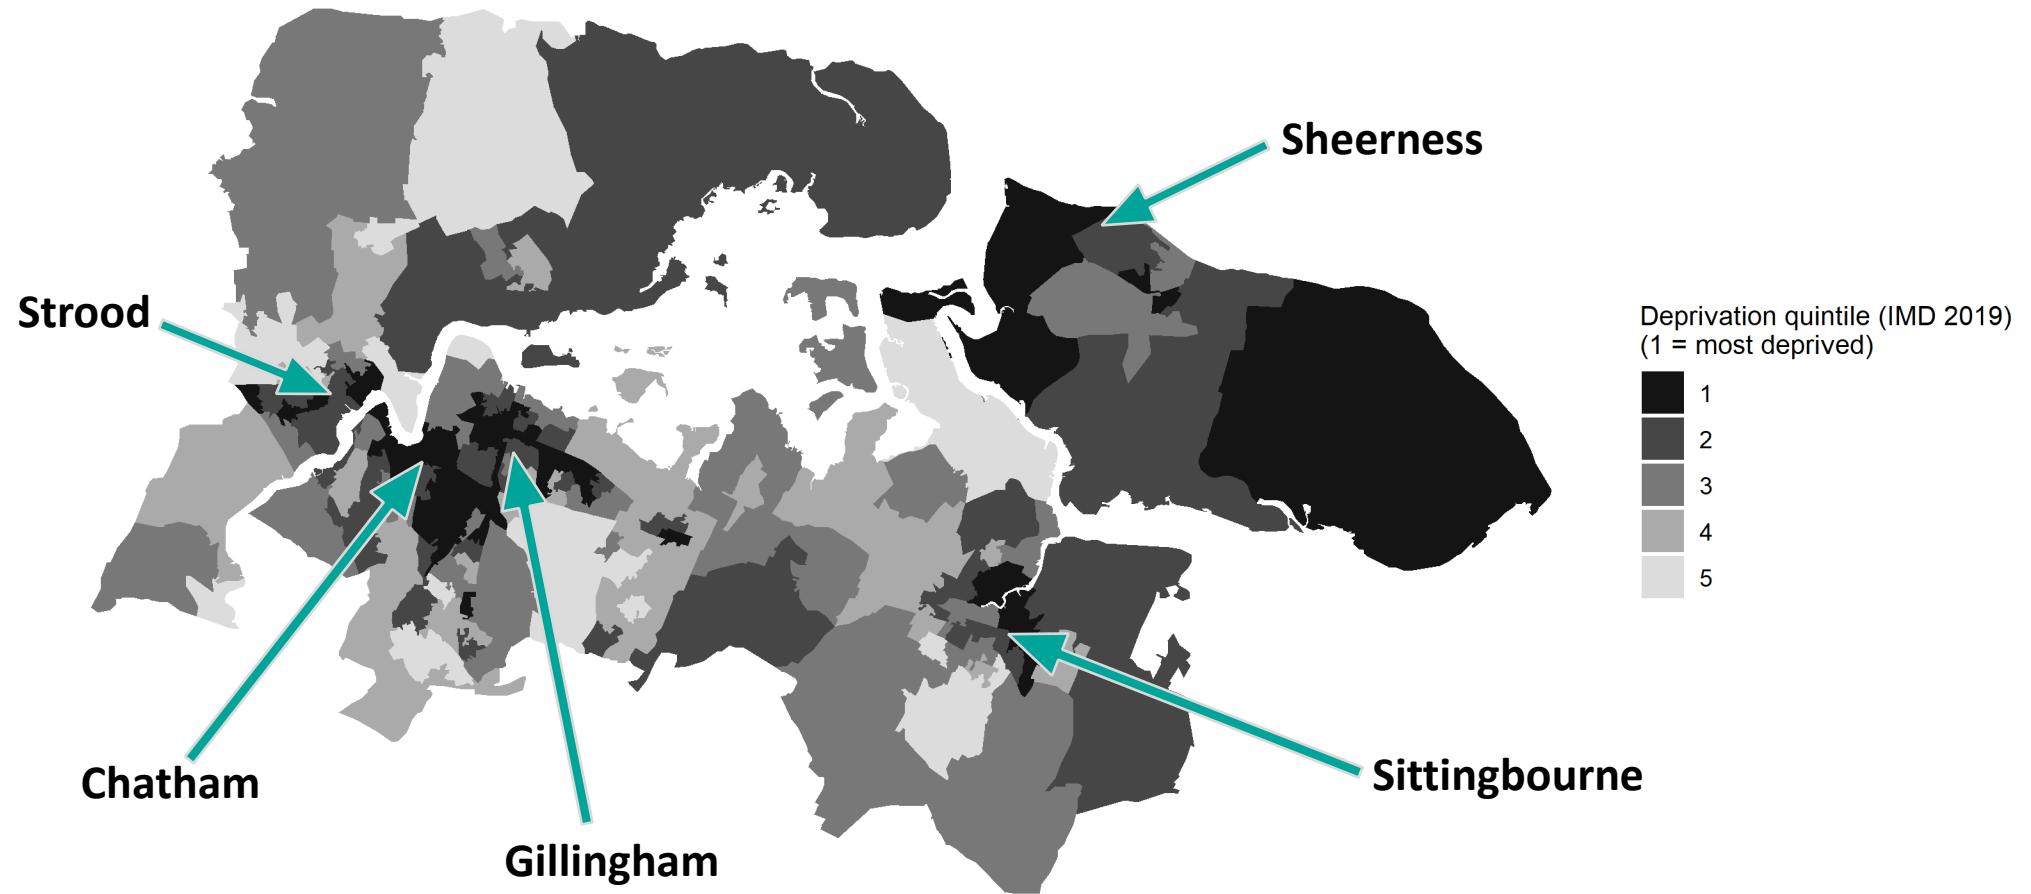 Sheerness
Strood
Deprivation quintile (IMD 2019)
(1 = most deprived)
1
2
3
4
5
Chatham
Sittingbourne
Gillingham